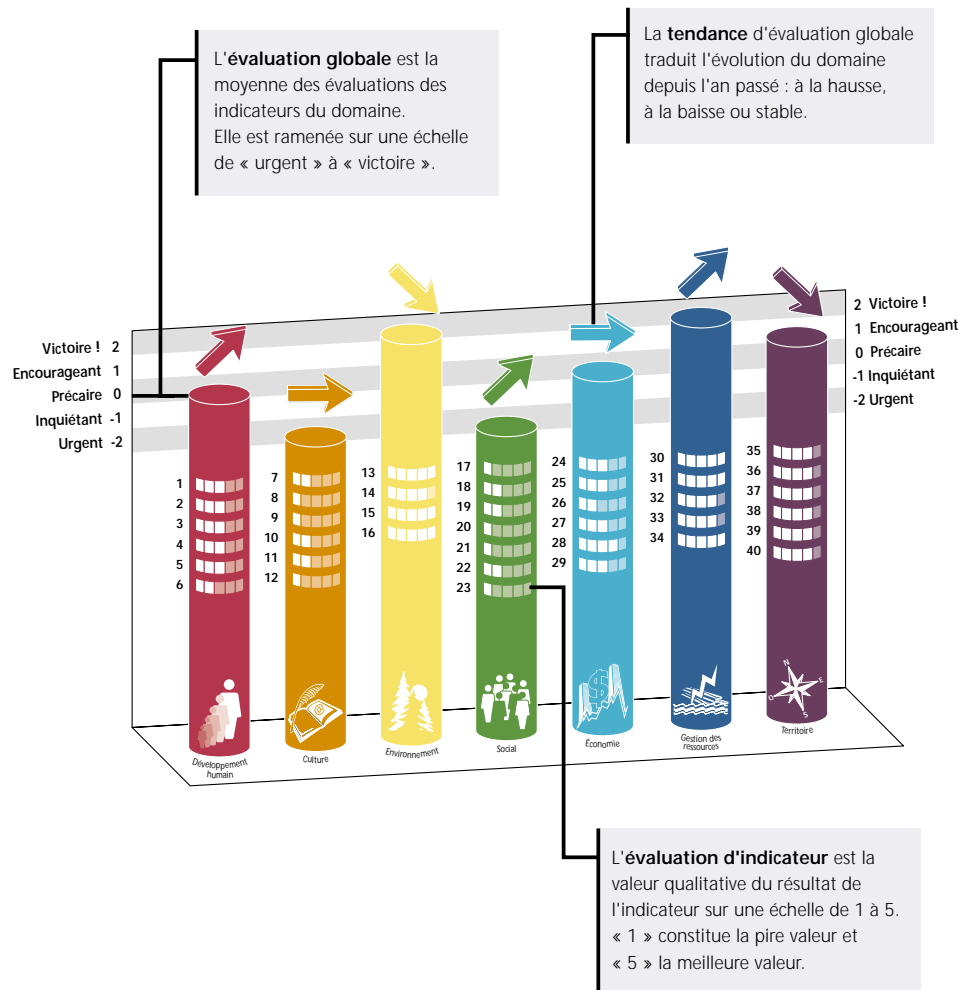 L'évaluation globale est la
moyenne des évaluations des
indicateurs du domaine.
Elle est ramenée sur une échelle
de « urgent » à « victoire ».
La tendance d'évaluation globale
traduit l'évolution du domaine
depuis l'an passé : à la hausse,
à la baisse ou stable.
Victoire ! 2
Encourageant 1
Précaire 0
Inquiétant -1
Urgent -2
2 Victoire !
1 Encourageant
0 Précaire
-1 Inquiétant
-2 Urgent
1
2
3
4
5
6
7
8
9
10
11
12
13
14
15
16
17
18
19
20
21
22
23
24
25
26
27
28
29
30
31
32
33
34
35
36
37
38
39
40
@
$
N
E
S
O
Développement
humain
Culture
Environnement
Social
Économie
Gestion des
ressources
Territoire
L'évaluation d'indicateur est la
valeur qualitative du résultat de
l'indicateur sur une échelle de 1 à 5.
« 1 » constitue la pire valeur et
« 5 » la meilleure valeur.